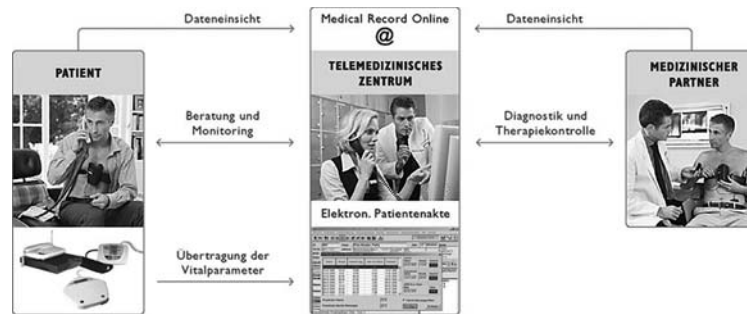 Dateneinsicht
Medical Record Online
@
Dateneinsicht
PATIENT
TELEMEDIZINISCHES
ZENTRUM
MEDIZINISCHER
PARTNER
Beratung und
Monitoring
Diagnostik und
Therapiekontrolle
Elektron. Patientenakte
Übertragung der
Vitalparameter